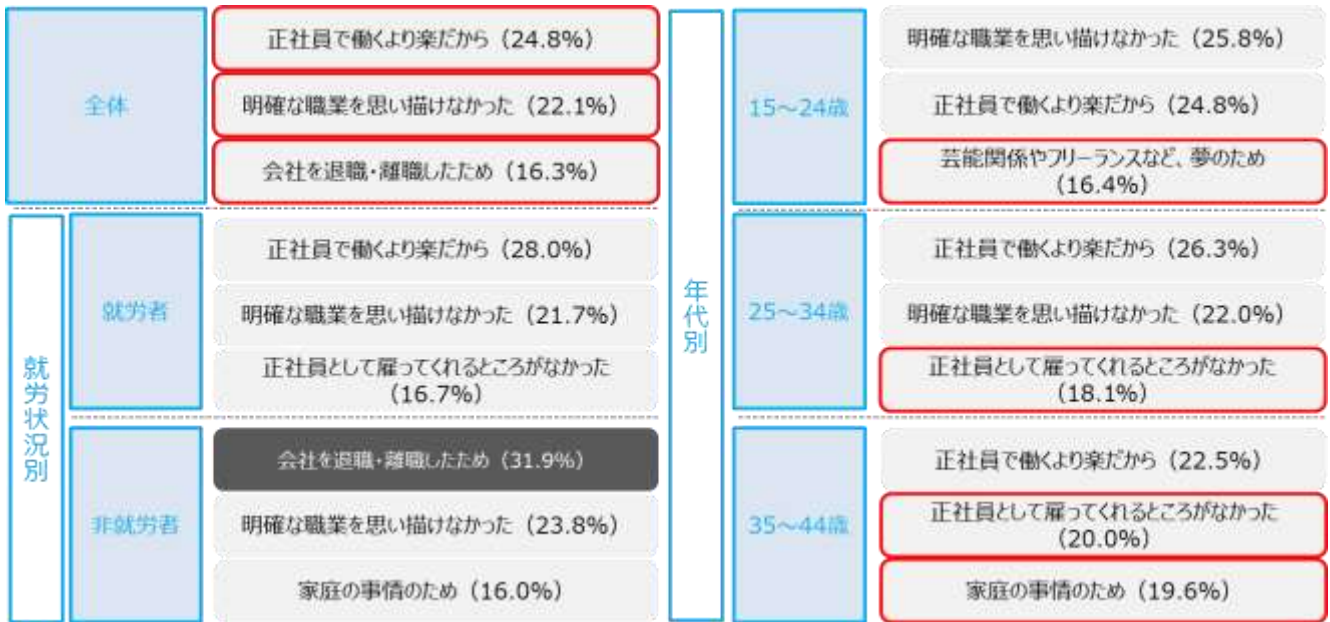 全体
正社員で働くより楽だから（24.8%）
明確な職業を思い描けなかった（22.1%）
会社を退職・離職したため（16.3%）
就労状況別
就労者
正社員で働くより楽だから（28.0%）
明確な職業を思い描けなかった（21.7%）
正社員として雇ってくれるところがなかった
（16.7%）
非就労者
会社を退職・離職したため（31.9%）
明確な職業を思い描けなかった（23.8%）
家庭の事情のため（16.0%）
年代別
15～24歳
明確な職業を思い描けなかった（25.8%）
正社員で働くより楽だから（24.8%）
芸能関係やフリーランスなど、夢のため
（16.4%）
25～34歳
正社員で働くより楽だから（26.3%）
明確な職業を思い描けなかった（22.0%）
正社員として雇ってくれるところがなかった
（18.1%）
35～44歳
正社員で働くより楽だから（22.5%）
正社員として雇ってくれるところがなかった
（20.0%）
家庭の事情のため（19.6%）